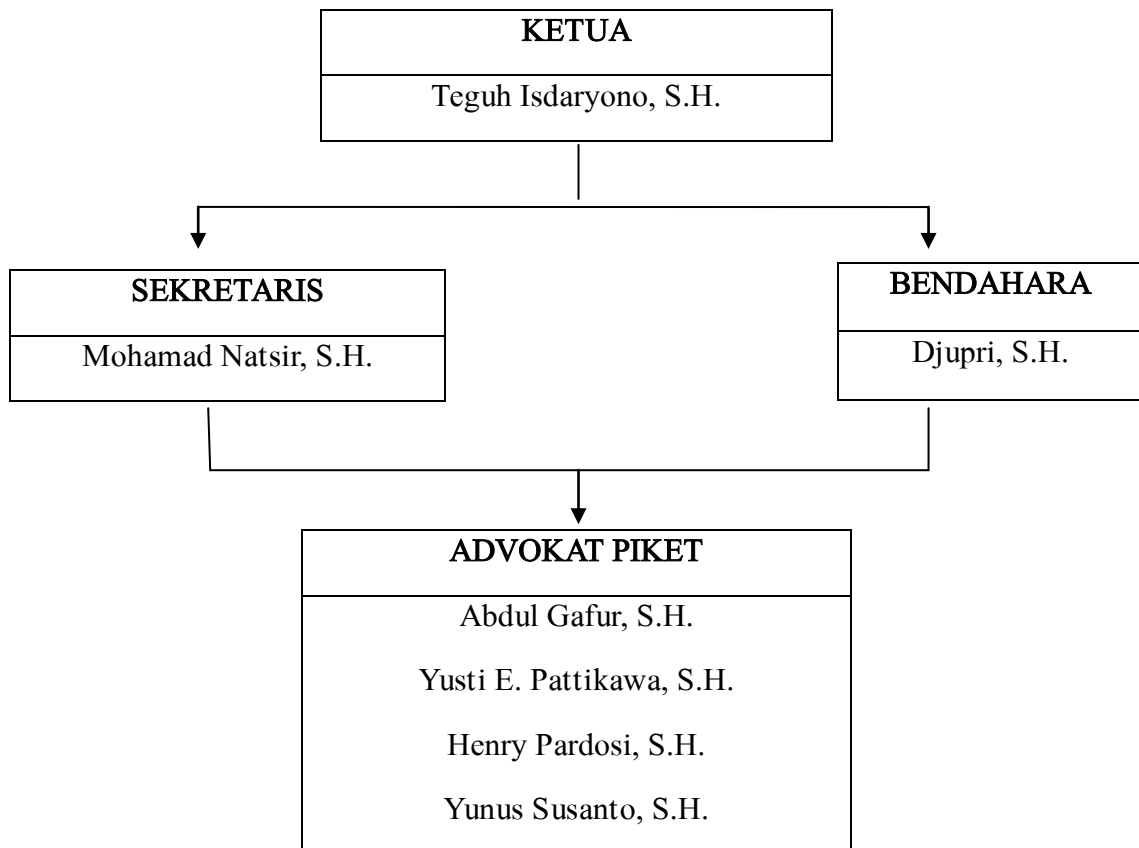 KETUA
Teguh Isdaryono, S.H.
SEKRETARIS
Mohamad Natsir, S.H.
BENDAHARA
Djupri, S.H.
ADVOKAT PIKET
Abdul Gafur, S.H.
Yusti E. Pattikawa, S.H.
Henry Pardosi, S.H.
Yunus Susanto, S.H.